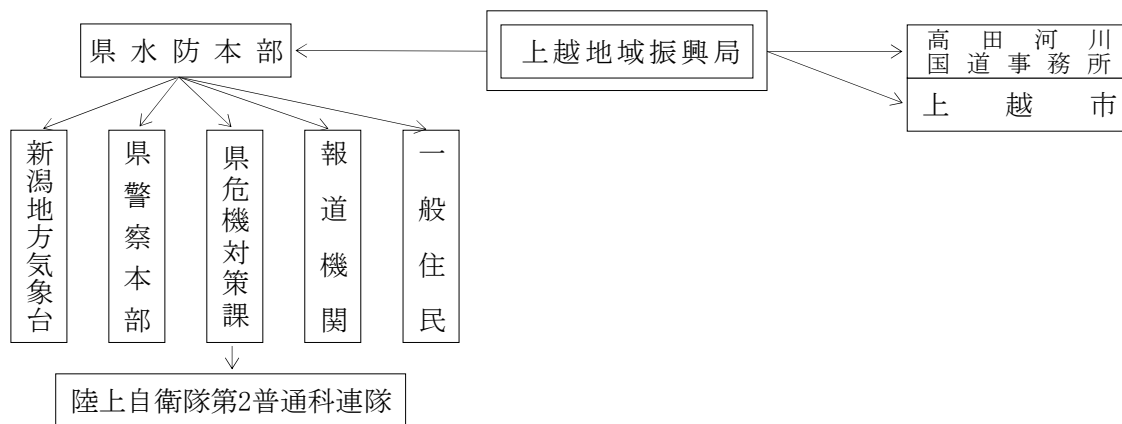 県水防本部
上越地域振興局
高田河川
国道事務所
上越市
新潟地方気象台
県警察本部
県危機対策課
報道機関
一般住民
陸上自衛隊第2普通科連隊